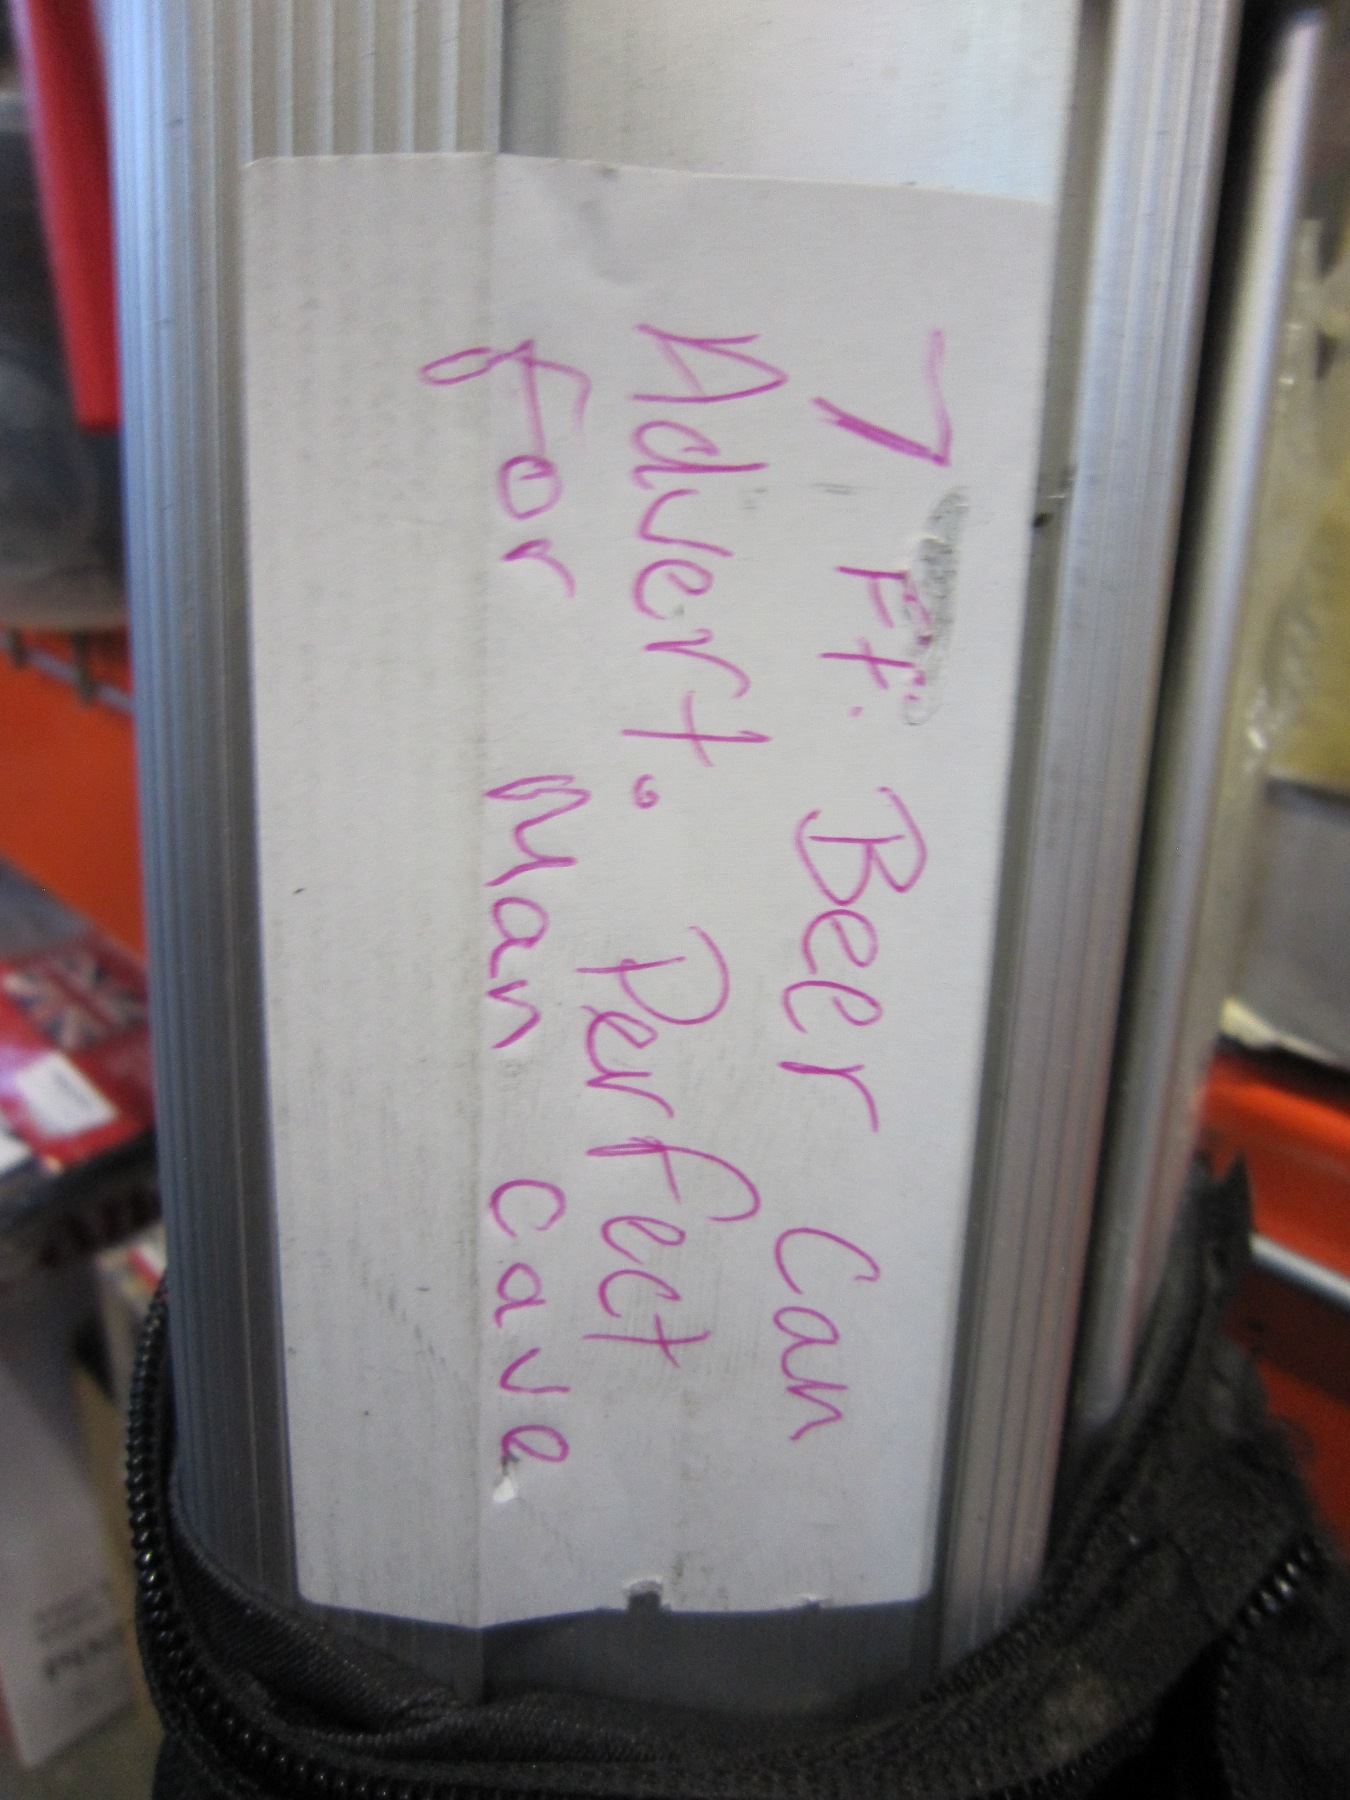 7 Ft. Beer Can
Advert. Perfect
for Man cave